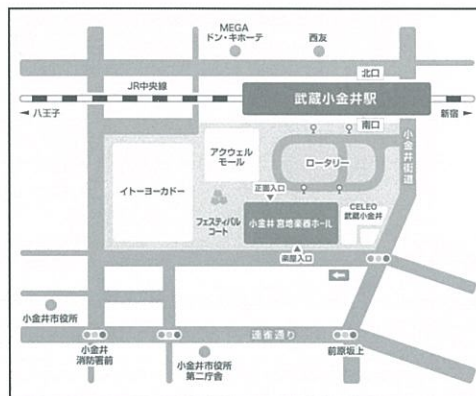 MEGA
ドン・キホーテ
西友
北口
JR中央線
武蔵小金井駅
← 八王子
新宿 →
南口
小金井街道
アクウェル
モール
ロータリー
イトーヨーカドー
正面入口
フェスティバル
コート
小金井 宮地楽器ホール
CELEO
武蔵小金井
楽屋入口
小金井市役所
連雀通り
小金井
消防署前
前原坂上
小金井市役所
第二庁舎